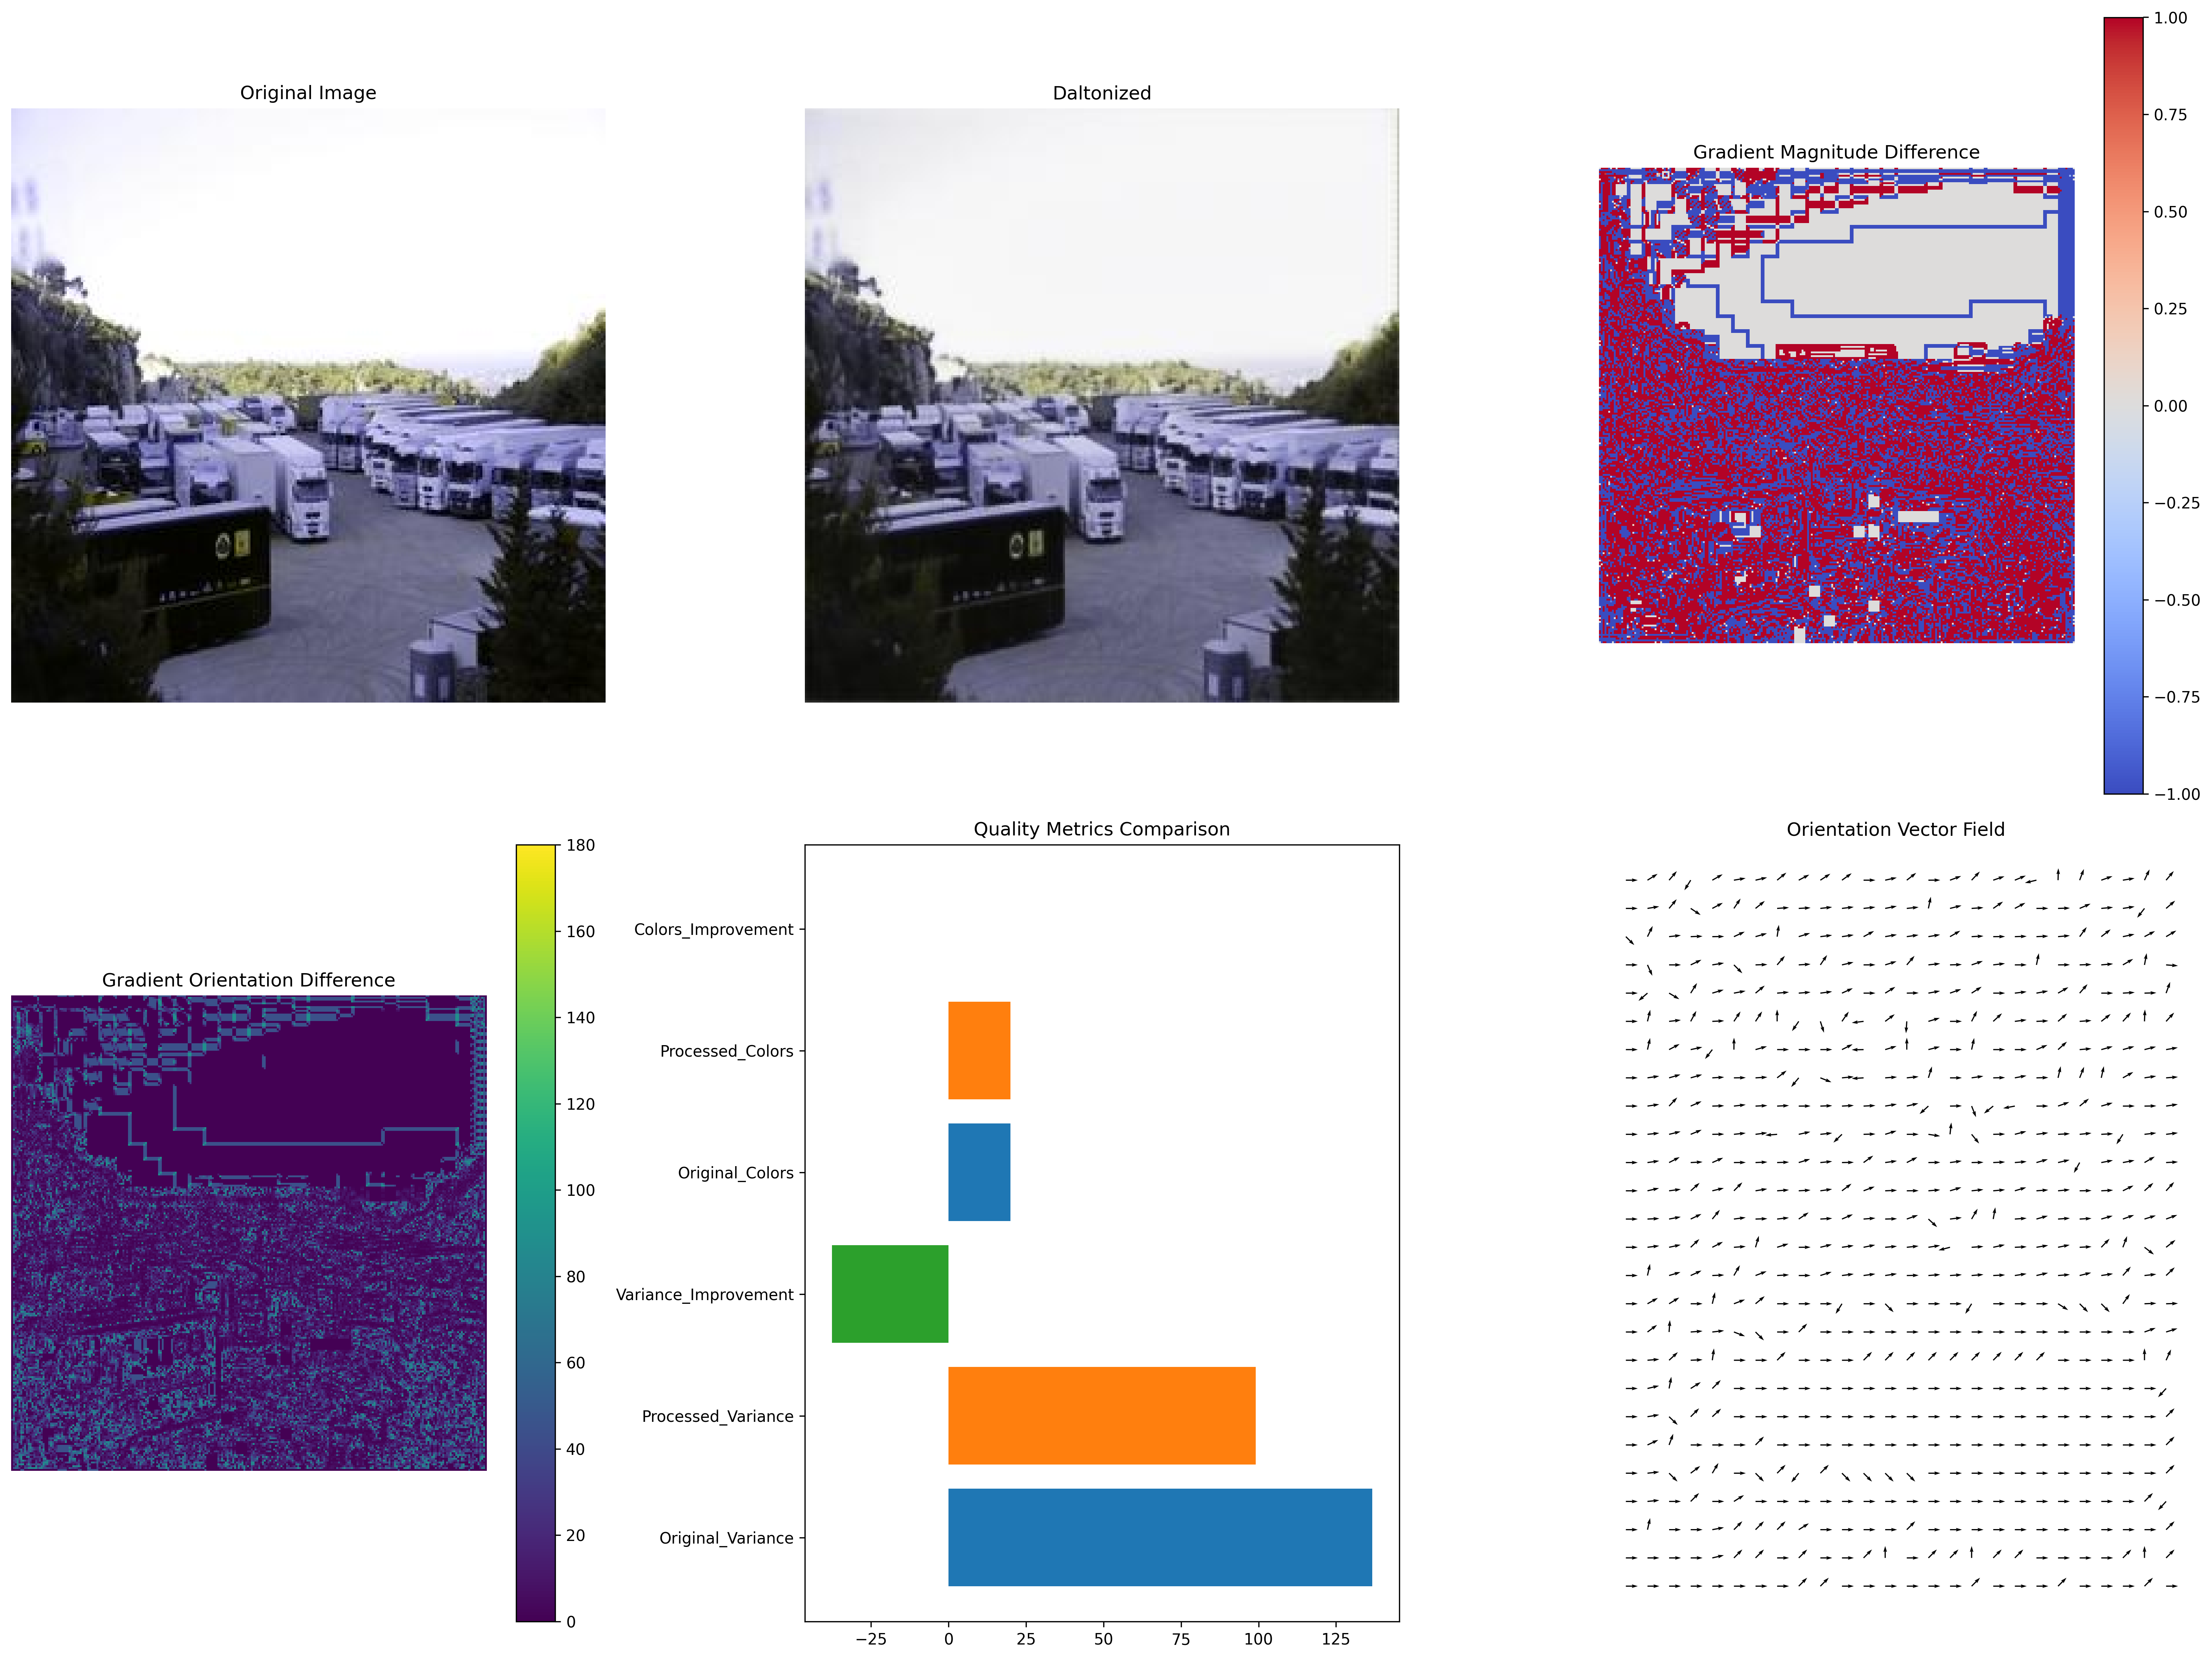 Original Image
Daltonized
Gradient Magnitude Difference
1.00
0.75
0.50
0.25
0.00
−0.25
−0.50
−0.75
−1.00
Gradient Orientation Difference
180
160
140
120
100
80
60
40
20
0
Quality Metrics Comparison
Colors_Improvement
Processed_Colors
Original_Colors
Variance_Improvement
Processed_Variance
Original_Variance
−25
0
25
50
75
100
125
Orientation Vector Field